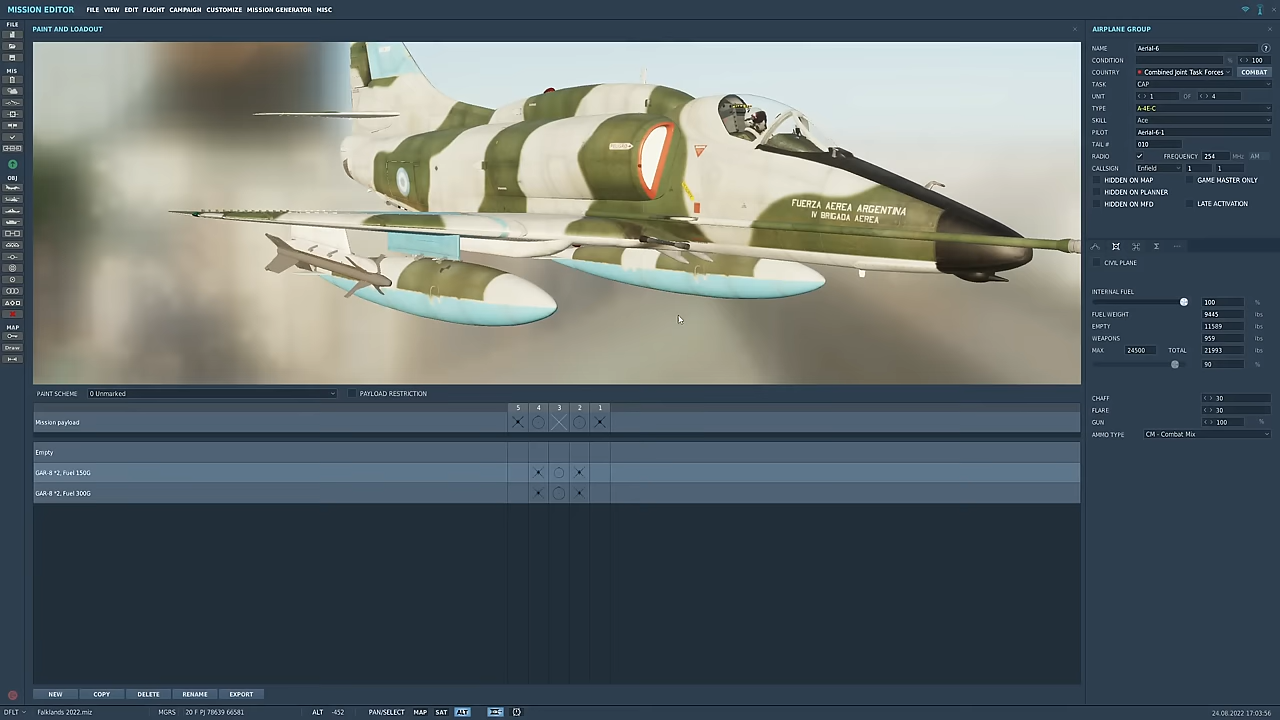 MISSION EDITOR FILE VIEW EDIT FLIGHT CAMPAIGN CUSTOMIZE MISSION GENERATOR MISC
FILE
MIS
OBJ
MAP
Draw
PAINT AND LOADOUT
FUERZA AEREA ARGENTINA
IV BRIGADA AEREA
PAINT SCHEME 0 Unmarked PAYLOAD RESTRICTION
5 4 3 2 1
Mission payload
Empty
GAR-8 *2, Fuel 150G
GAR-8 *2, Fuel 300G
NEW COPY DELETE RENAME EXPORT
AIRPLANE GROUP
NAME Aerial-6 ?
CONDITION % <> 100
COUNTRY Combined Joint Task Forces COMBAT
TASK CAP
UNIT <> 1 OF <> 4
TYPE A-4E-C
SKILL Ace
PILOT Aerial-6-1
TAIL # 010
RADIO FREQUENCY 254 MHz AM
CALLSIGN Enfield 1 1
HIDDEN ON MAP GAME MASTER ONLY
HIDDEN ON PLANNER
HIDDEN ON MFD LATE ACTIVATION
CIVIL PLANE
INTERNAL FUEL
100 %
FUEL WEIGHT 9445 lbs
EMPTY 11589 lbs
WEAPONS 959 lbs
MAX 24500 TOTAL 21993 lbs
90 %
CHAFF <> 30
FLARE <> 30
GUN <> 100 %
AMMO TYPE CM - Combat Mix
DFLT Falklands 2022.miz MGRS 20 F PJ 78639 66581 ALT -452 PAN/SELECT MAP SAT ALT 24.08.2022 17:03:56